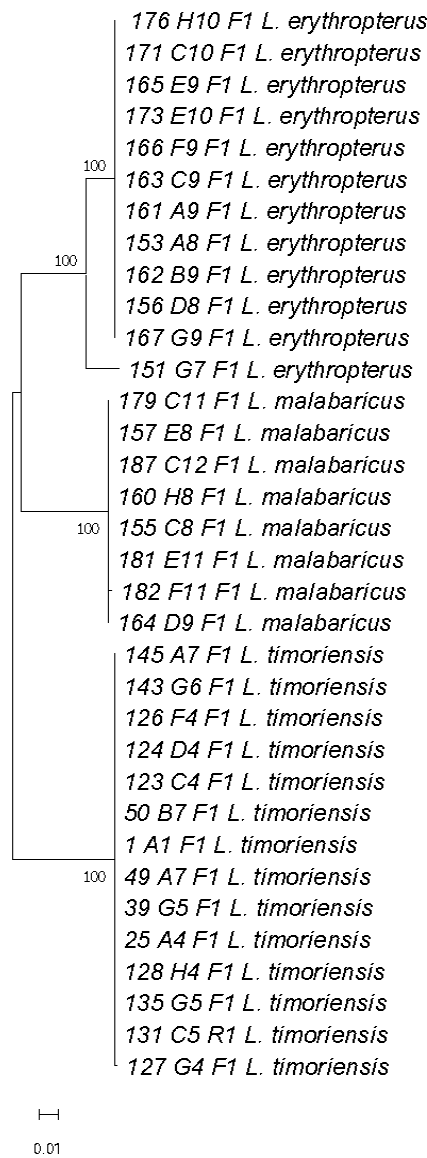 176 H10 F1 L. erythropterus
171 C10 F1 L. erythropterus
165 E9 F1 L. erythropterus
173 E10 F1 L. erythropterus
166 F9 F1 L. erythropterus
100
163 C9 F1 L. erythropterus
161 A9 F1 L. erythropterus
153 A8 F1 L. erythropterus
100
162 B9 F1 L. erythropterus
156 D8 F1 L. erythropterus
167 G9 F1 L. erythropterus
151 G7 F1 L. erythropterus
179 C11 F1 L. malabaricus
157 E8 F1 L. malabaricus
187 C12 F1 L. malabaricus
160 H8 F1 L. malabaricus
100
155 C8 F1 L. malabaricus
181 E11 F1 L. malabaricus
182 F11 F1 L. malabaricus
164 D9 F1 L. malabaricus
145 A7 F1 L. timoriensis
143 G6 F1 L. timoriensis
126 F4 F1 L. timoriensis
124 D4 F1 L. timoriensis
123 C4 F1 L. timoriensis
50 B7 F1 L. timoriensis
1 A1 F1 L. timoriensis
100
49 A7 F1 L. timoriensis
39 G5 F1 L. timoriensis
25 A4 F1 L. timoriensis
128 H4 F1 L. timoriensis
135 G5 F1 L. timoriensis
131 C5 R1 L. timoriensis
127 G4 F1 L. timoriensis
0.01